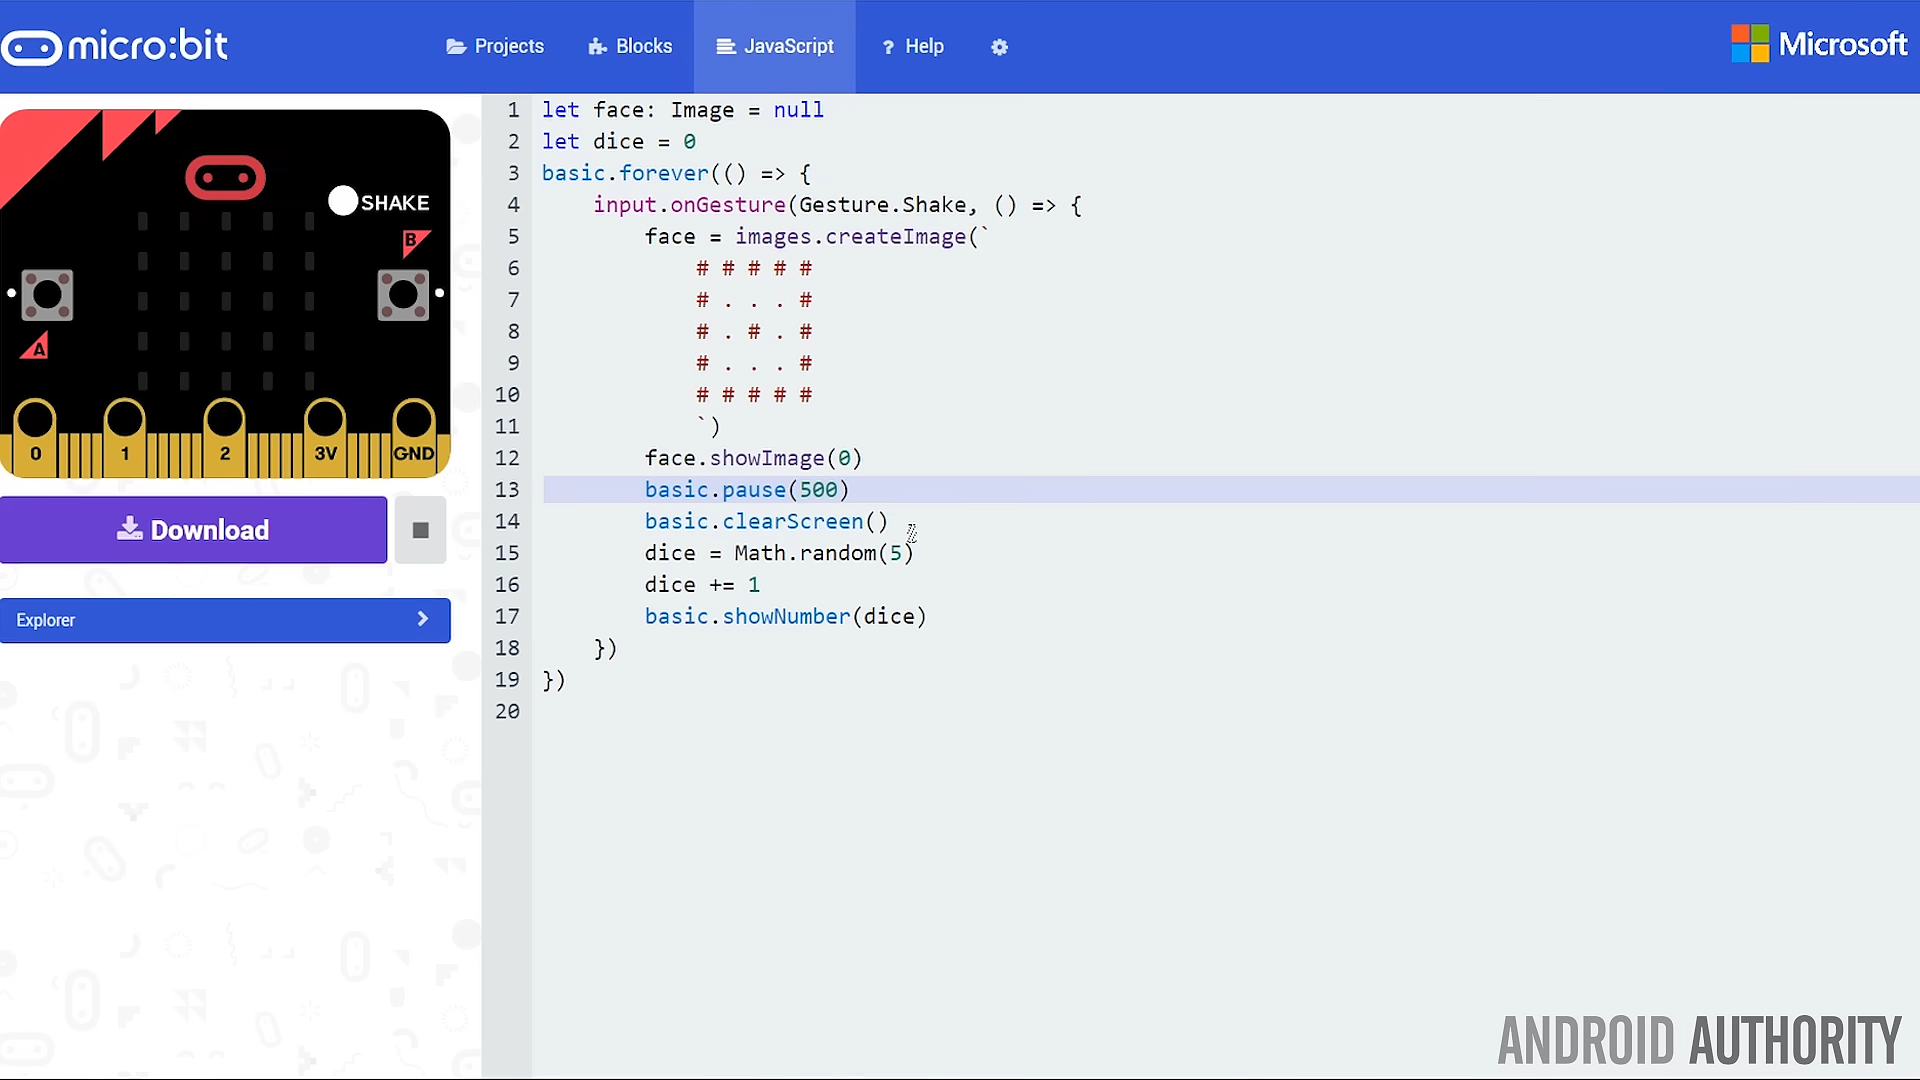 micro:bit
Projects
Blocks
JavaScript
? Help
Microsoft
SHAKE
B
A
0
1
2
3V
GND
Download
Explorer
1 let face: Image = null
2 let dice = 0
3 basic.forever(() => {
4 input.onGesture(Gesture.Shake, () => {
5 face = images.createImage(`
6 # # # # #
7 # . . . #
8 # . # . #
9 # . . . #
10 # # # # #
11 `)
12 face.showImage(0)
13 basic.pause(500)
14 basic.clearScreen()
15 dice = Math.random(5)
16 dice += 1
17 basic.showNumber(dice)
18 })
19 })
20
ANDROID AUTHORITY